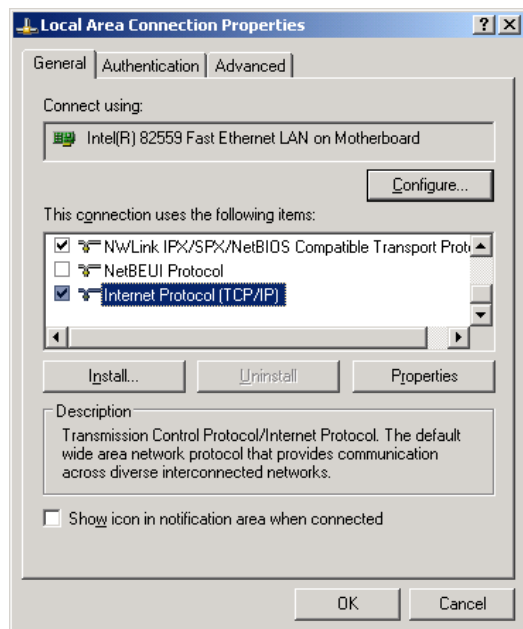 Local Area Connection Properties
General Authentication Advanced
Connect using:
Intel(R) 82559 Fast Ethernet LAN on Motherboard
Configure...
This connection uses the following items:
NWLink IPX/SPX/NetBIOS Compatible Transport Proto
NetBEUI Protocol
Internet Protocol (TCP/IP)
Install... Uninstall Properties
Description
Transmission Control Protocol/Internet Protocol. The default
wide area network protocol that provides communication
across diverse interconnected networks.
Show icon in notification area when connected
OK Cancel